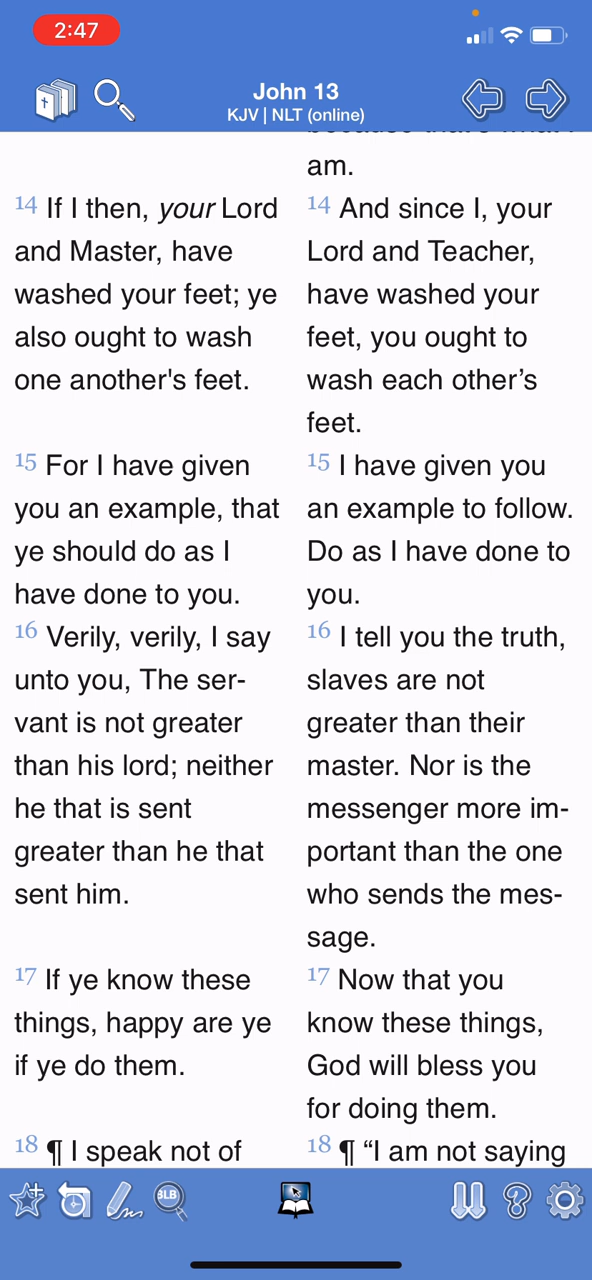 2:47
John 13
KJV | NLT (online)
am.
14 If I then, your Lord
and Master, have
washed your feet; ye
also ought to wash
one another's feet.
14 And since I, your
Lord and Teacher,
have washed your
feet, you ought to
wash each other’s
feet.
15 For I have given
you an example, that
ye should do as I
have done to you.
15 I have given you
an example to follow.
Do as I have done to
you.
16 Verily, verily, I say
unto you, The ser-
vant is not greater
than his lord; neither
he that is sent
greater than he that
sent him.
16 I tell you the truth,
slaves are not
greater than their
master. Nor is the
messenger more im-
portant than the one
who sends the mes-
sage.
17 If ye know these
things, happy are ye
if ye do them.
17 Now that you
know these things,
God will bless you
for doing them.
18 ¶ I speak not of
18 ¶ “I am not saying
BLB